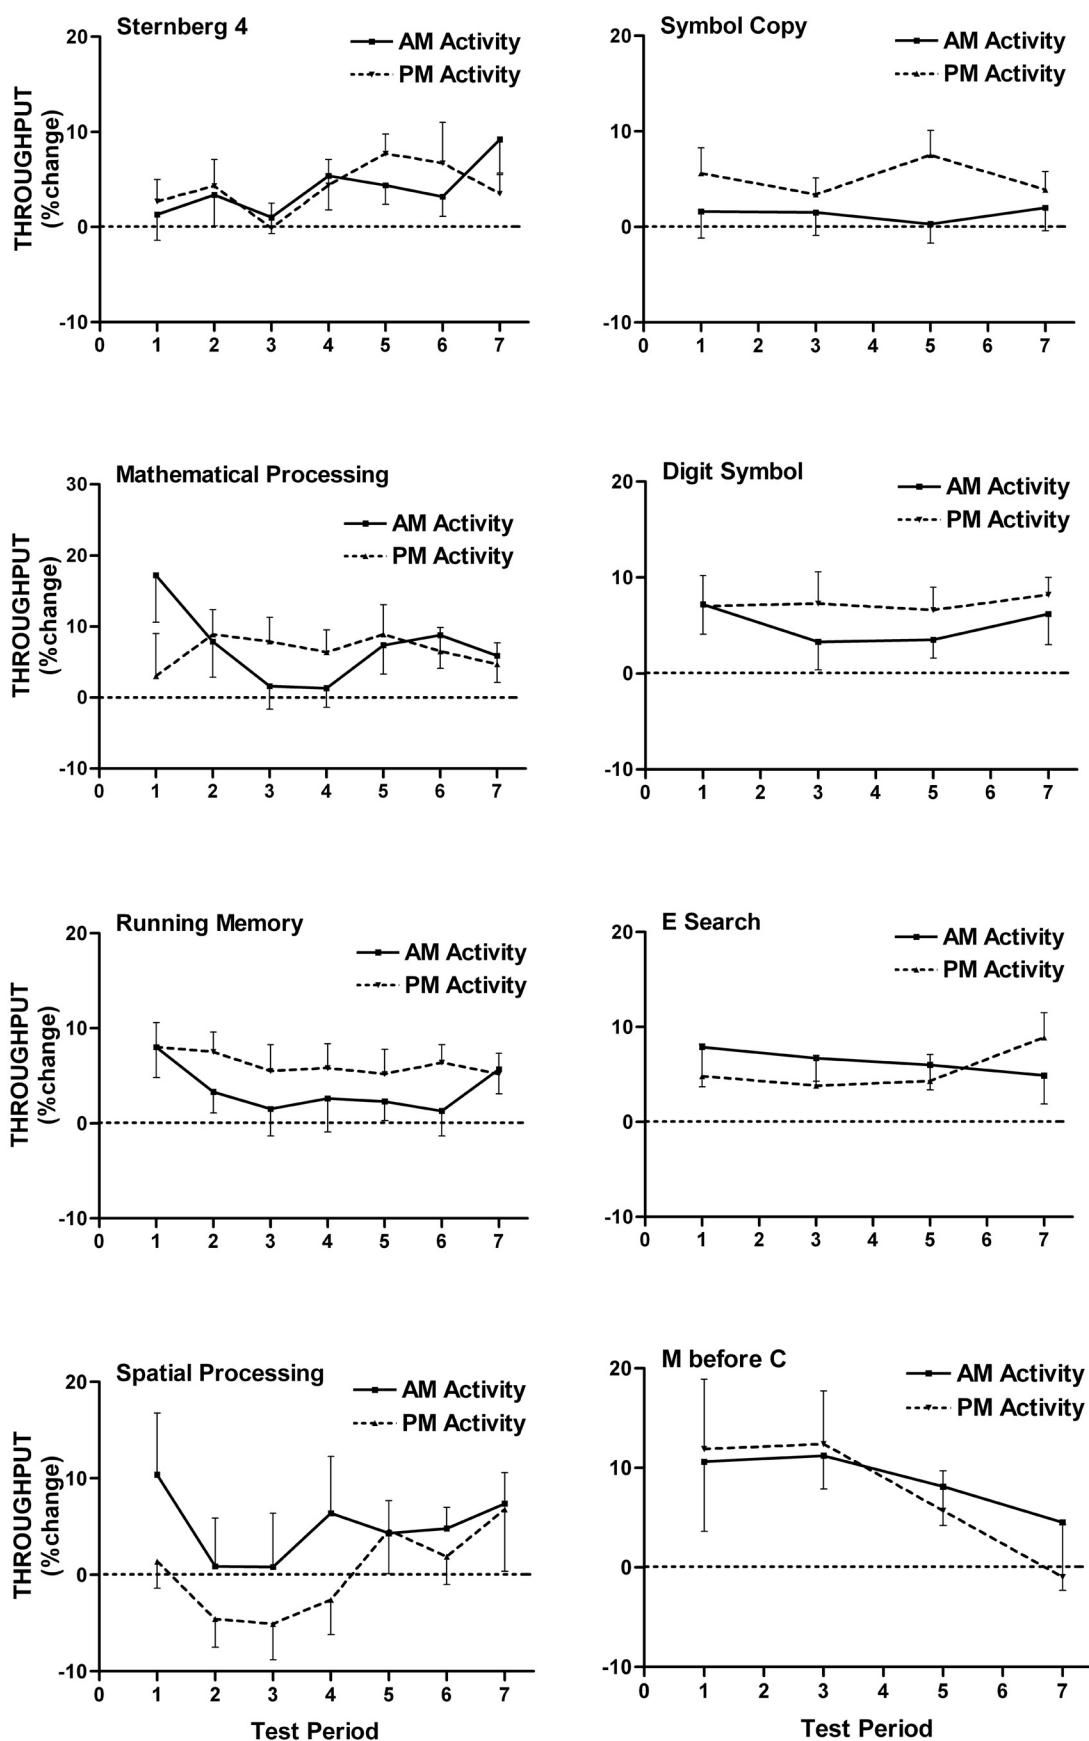 Sternberg 4
AM Activity
PM Activity
THROUGHPUT
(%change)
20
10
0
-10
0 1 2 3 4 5 6 7
Symbol Copy
AM Activity
PM Activity
20
10
0
-10
0 1 2 3 4 5 6 7
Mathematical Processing
AM Activity
PM Activity
THROUGHPUT
(%change)
30
20
10
0
-10
0 1 2 3 4 5 6 7
Digit Symbol
AM Activity
PM Activity
20
10
0
-10
0 1 2 3 4 5 6 7
Running Memory
AM Activity
PM Activity
THROUGHPUT
(%change)
20
10
0
-10
0 1 2 3 4 5 6 7
E Search
AM Activity
PM Activity
20
10
0
-10
0 1 2 3 4 5 6 7
Spatial Processing
AM Activity
PM Activity
THROUGHPUT
(%change)
20
10
0
-10
0 1 2 3 4 5 6 7
Test Period
M before C
AM Activity
PM Activity
20
10
0
-10
0 1 2 3 4 5 6 7
Test Period